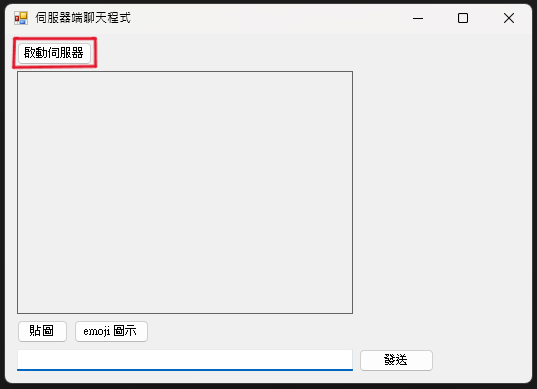 伺服器端聊天程式
啟動伺服器
貼圖
emoji 圖示
發送